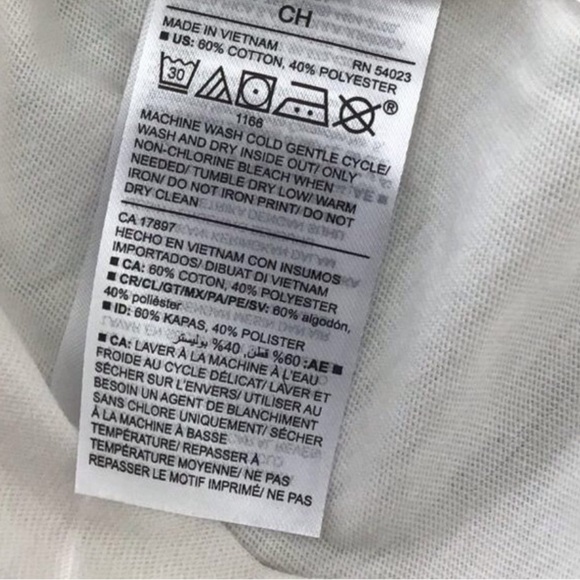 CH
MADE IN VIETNAM
RN 54023
■ US: 60% COTTON, 40% POLYESTER
30
®
1166
MACHINE WASH COLD GENTLE CYCLE/
WASH AND DRY INSIDE OUT/ ONLY
NON-CHLORINE BLEACH WHEN
NEEDED/ TUMBLE DRY LOW/ WARM
IRON/ DO NOT IRON PRINT/ DO NOT
DRY CLEAN
CA 17897
HECHO EN VIETNAM CON INSUMOS
IMPORTADOS/ DIBUAT DI VIETNAM
■ CA: 60% COTTON, 40% POLYESTER
■ CR/CL/GT/MX/PA/PE/SV: 60% algodón,
40% poliéster
■ ID: 60% KAPAS, 40% POLISTER
■ AE: 60% قطن, 40% بوليستر
■ CA: LAVER À LA MACHINE À L'EAU
FROIDE AU CYCLE DÉLICAT/ LAVER ET
SÉCHER SUR L'ENVERS/ UTILISER AU
BESOIN UN AGENT DE BLANCHIMENT
SANS CHLORE UNIQUEMENT/ SÉCHER
À LA MACHINE À BASSE
TEMPÉRATURE/ REPASSER À
TEMPÉRATURE MOYENNE/ NE PAS
REPASSER LE MOTIF IMPRIMÉ/ NE PAS